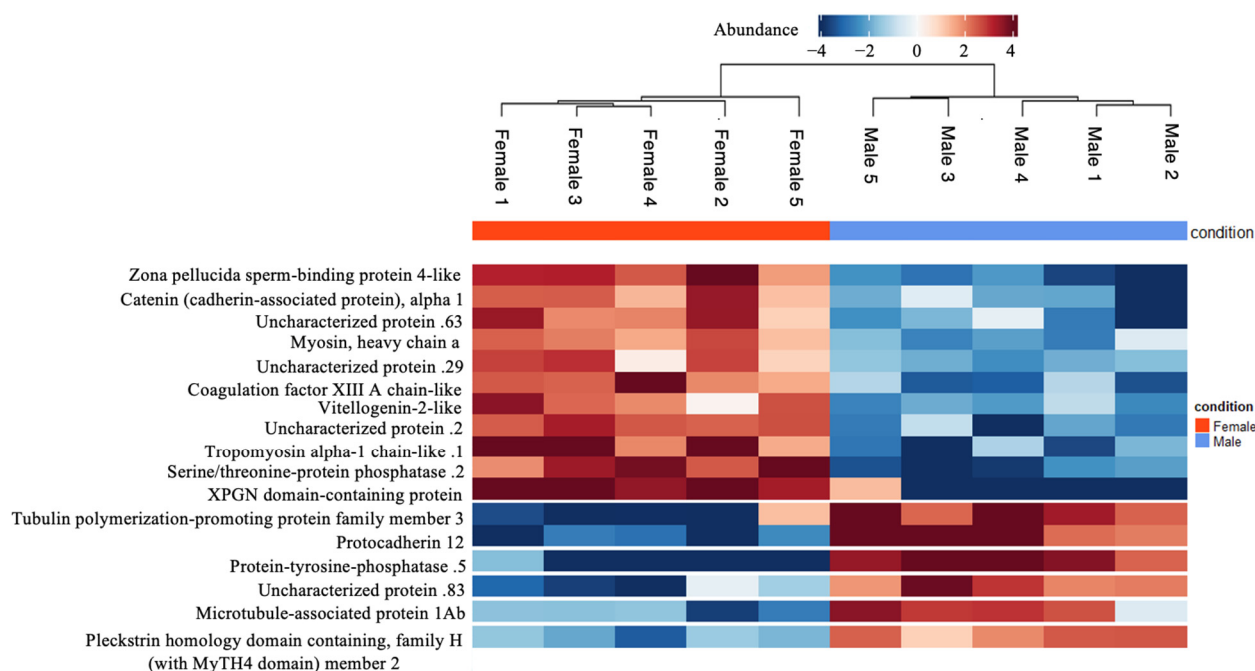 Abundance
−4 −2 0 2 4
Female 1 Female 3 Female 4 Female 2 Female 5 Male 5 Male 3 Male 4 Male 1 Male 2
condition
Zona pellucida sperm-binding protein 4-like
Catenin (cadherin-associated protein), alpha 1
Uncharacterized protein .63
Myosin, heavy chain a
Uncharacterized protein .29
Coagulation factor XIII A chain-like
Vitellogenin-2-like
Uncharacterized protein .2
Tropomyosin alpha-1 chain-like .1
Serine/threonine-protein phosphatase .2
XPGN domain-containing protein
Tubulin polymerization-promoting protein family member 3
Protocadherin 12
Protein-tyrosine-phosphatase .5
Uncharacterized protein .83
Microtubule-associated protein 1Ab
Pleckstrin homology domain containing, family H
(with MyTH4 domain) member 2
condition
Female
Male